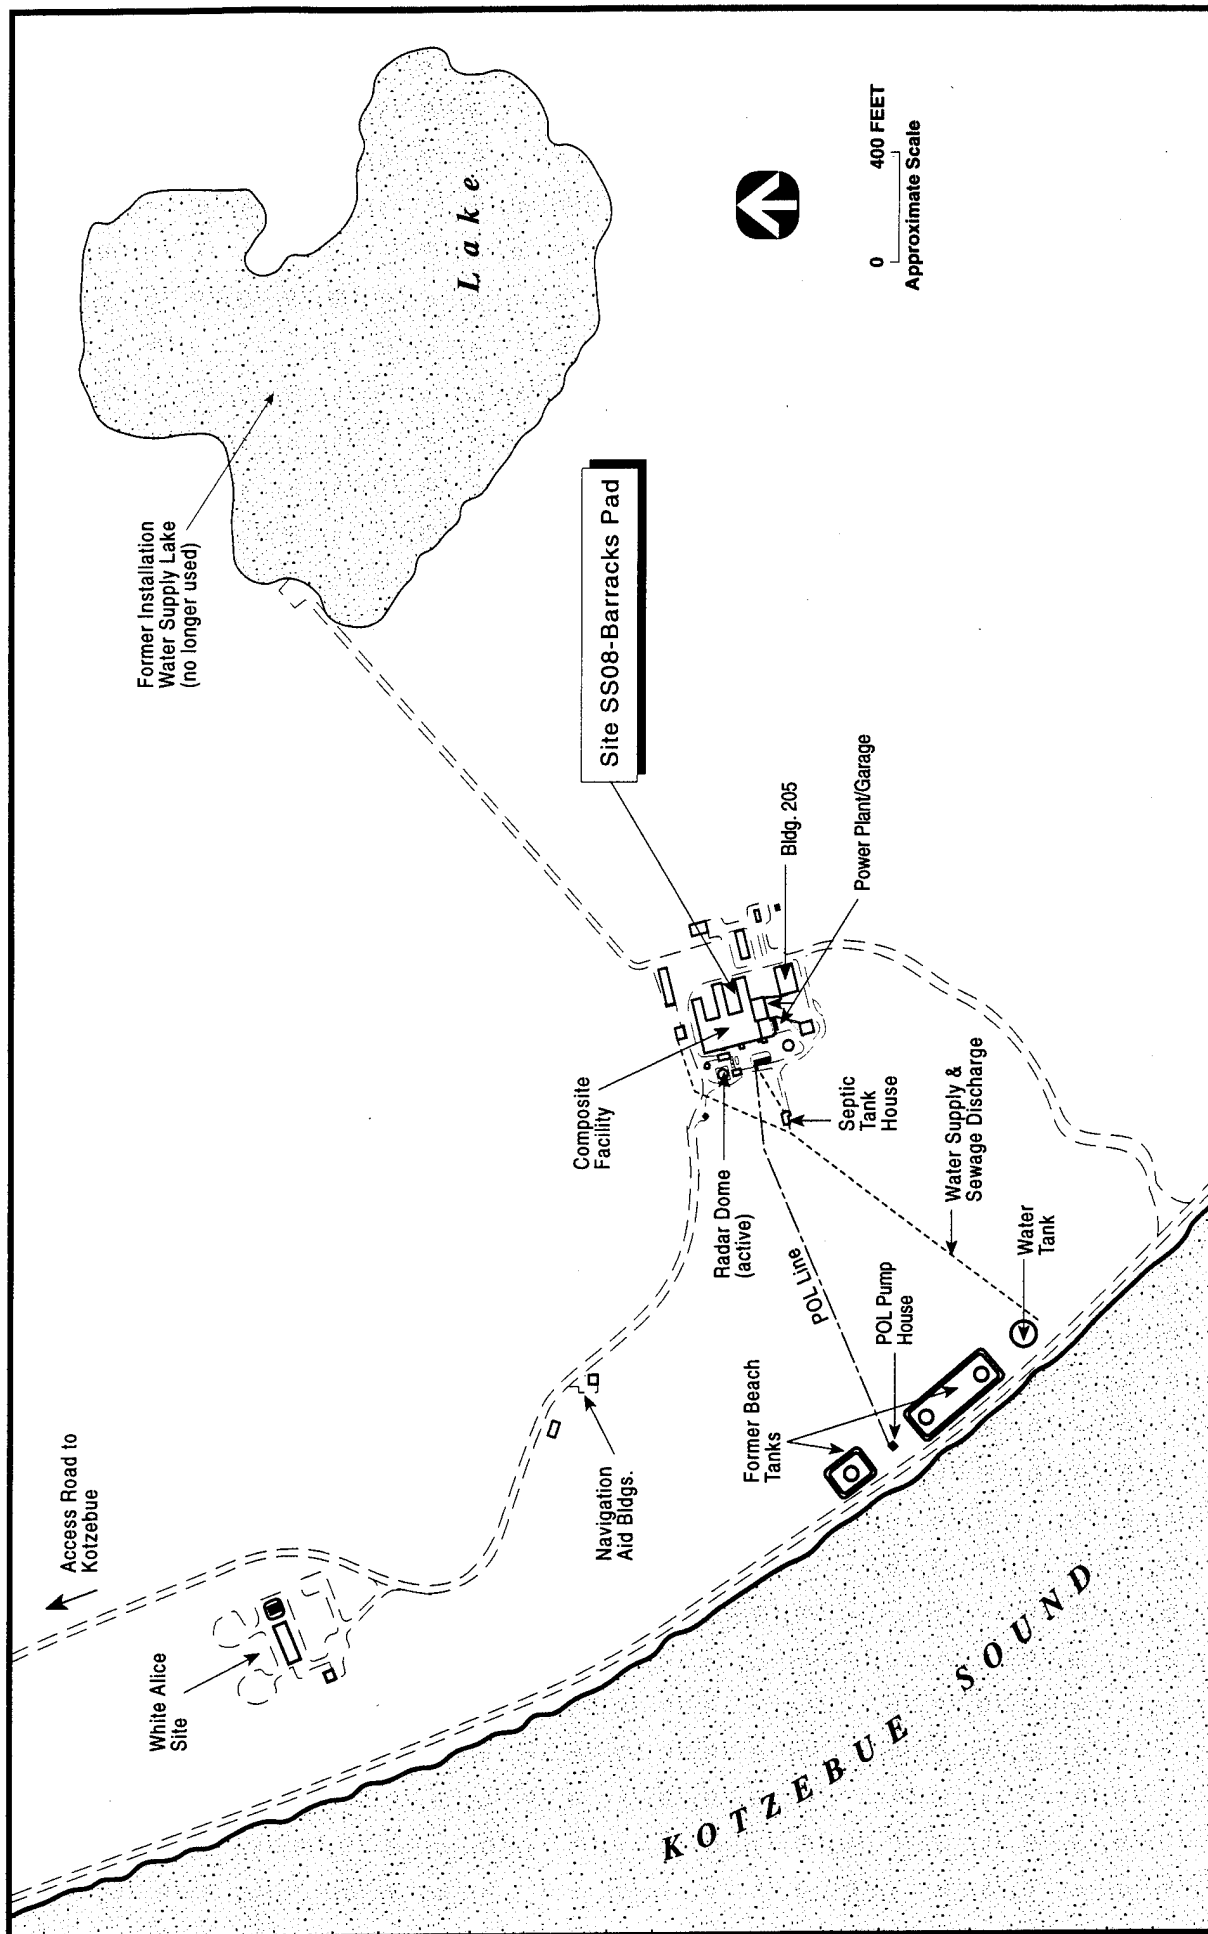 Access Road to
Kotzebue
White Alice
Site
Former Installation
Water Supply Lake
(no longer used)
Lake
Navigation
Aid Bldgs.
Composite
Facility
Site SS08-Barracks Pad
Radar Dome
(active)
Bldg. 205
Power Plant/Garage
Septic
Tank
House
POL Line
Former Beach
Tanks
POL Pump
House
Water Supply &
Sewage Discharge
Water
Tank
KOTZEBUE SOUND
0 400 FEET
Approximate Scale